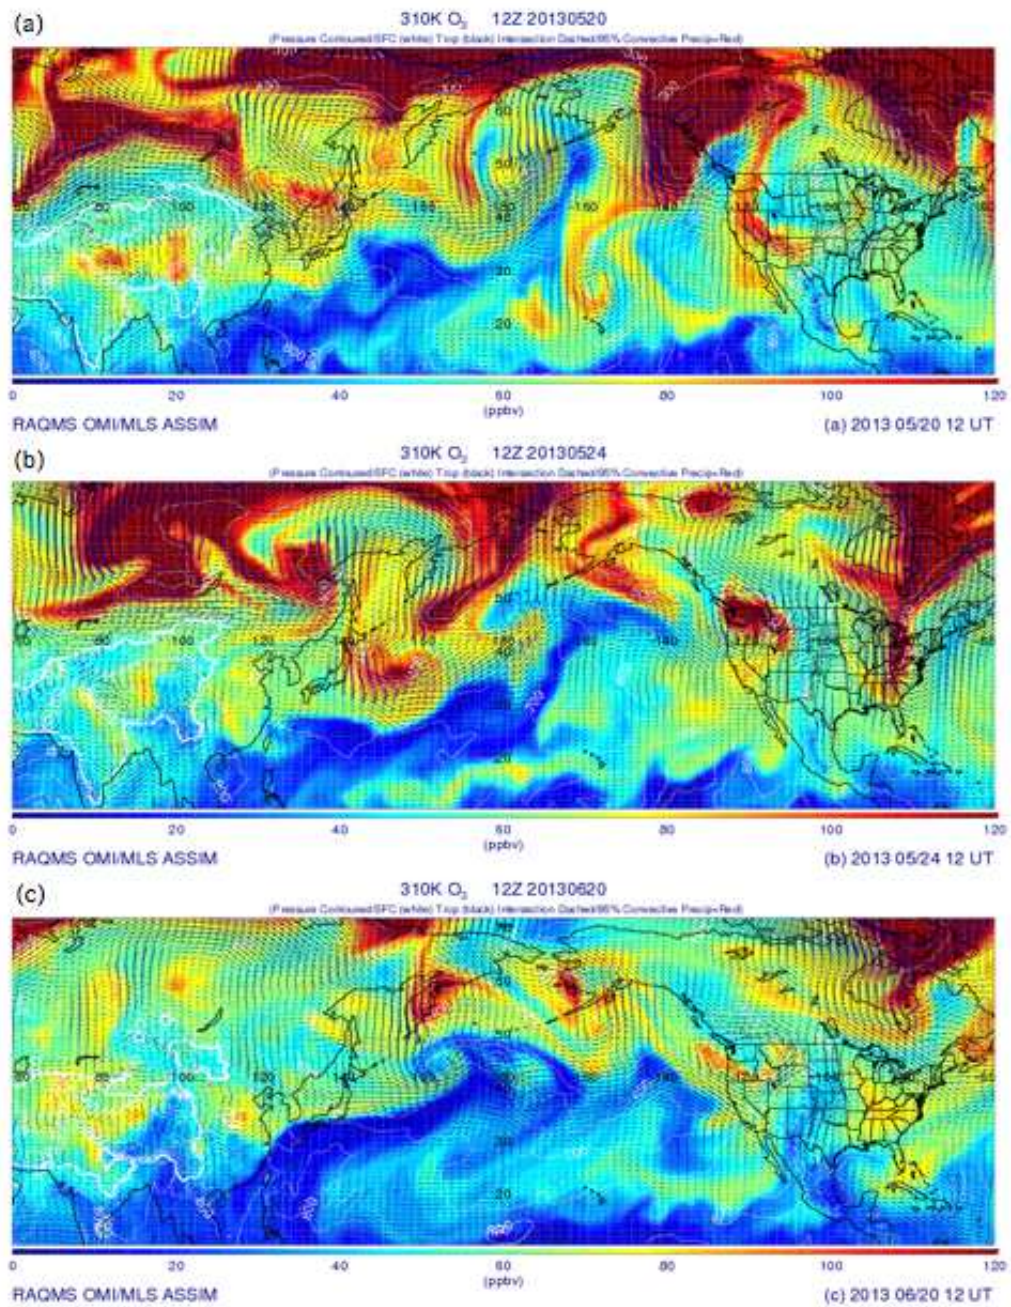 (a)
310K O3 12Z 20130520
(Pressure Contoured/SFC (white) Trop (black) Intersection Dashed/95% Convective Precip=Red)
0 20 40 60 80 100 120
(ppbv)
RAQMS OMI/MLS ASSIM (a) 2013 05/20 12 UT
(b)
310K O3 12Z 20130524
(Pressure Contoured/SFC (white) Trop (black) Intersection Dashed/95% Convective Precip=Red)
0 20 40 60 80 100 120
(ppbv)
RAQMS OMI/MLS ASSIM (b) 2013 05/24 12 UT
(c)
310K O3 12Z 20130620
(Pressure Contoured/SFC (white) Trop (black) Intersection Dashed/95% Convective Precip=Red)
0 20 40 60 80 100 120
(ppbv)
RAQMS OMI/MLS ASSIM (c) 2013 06/20 12 UT